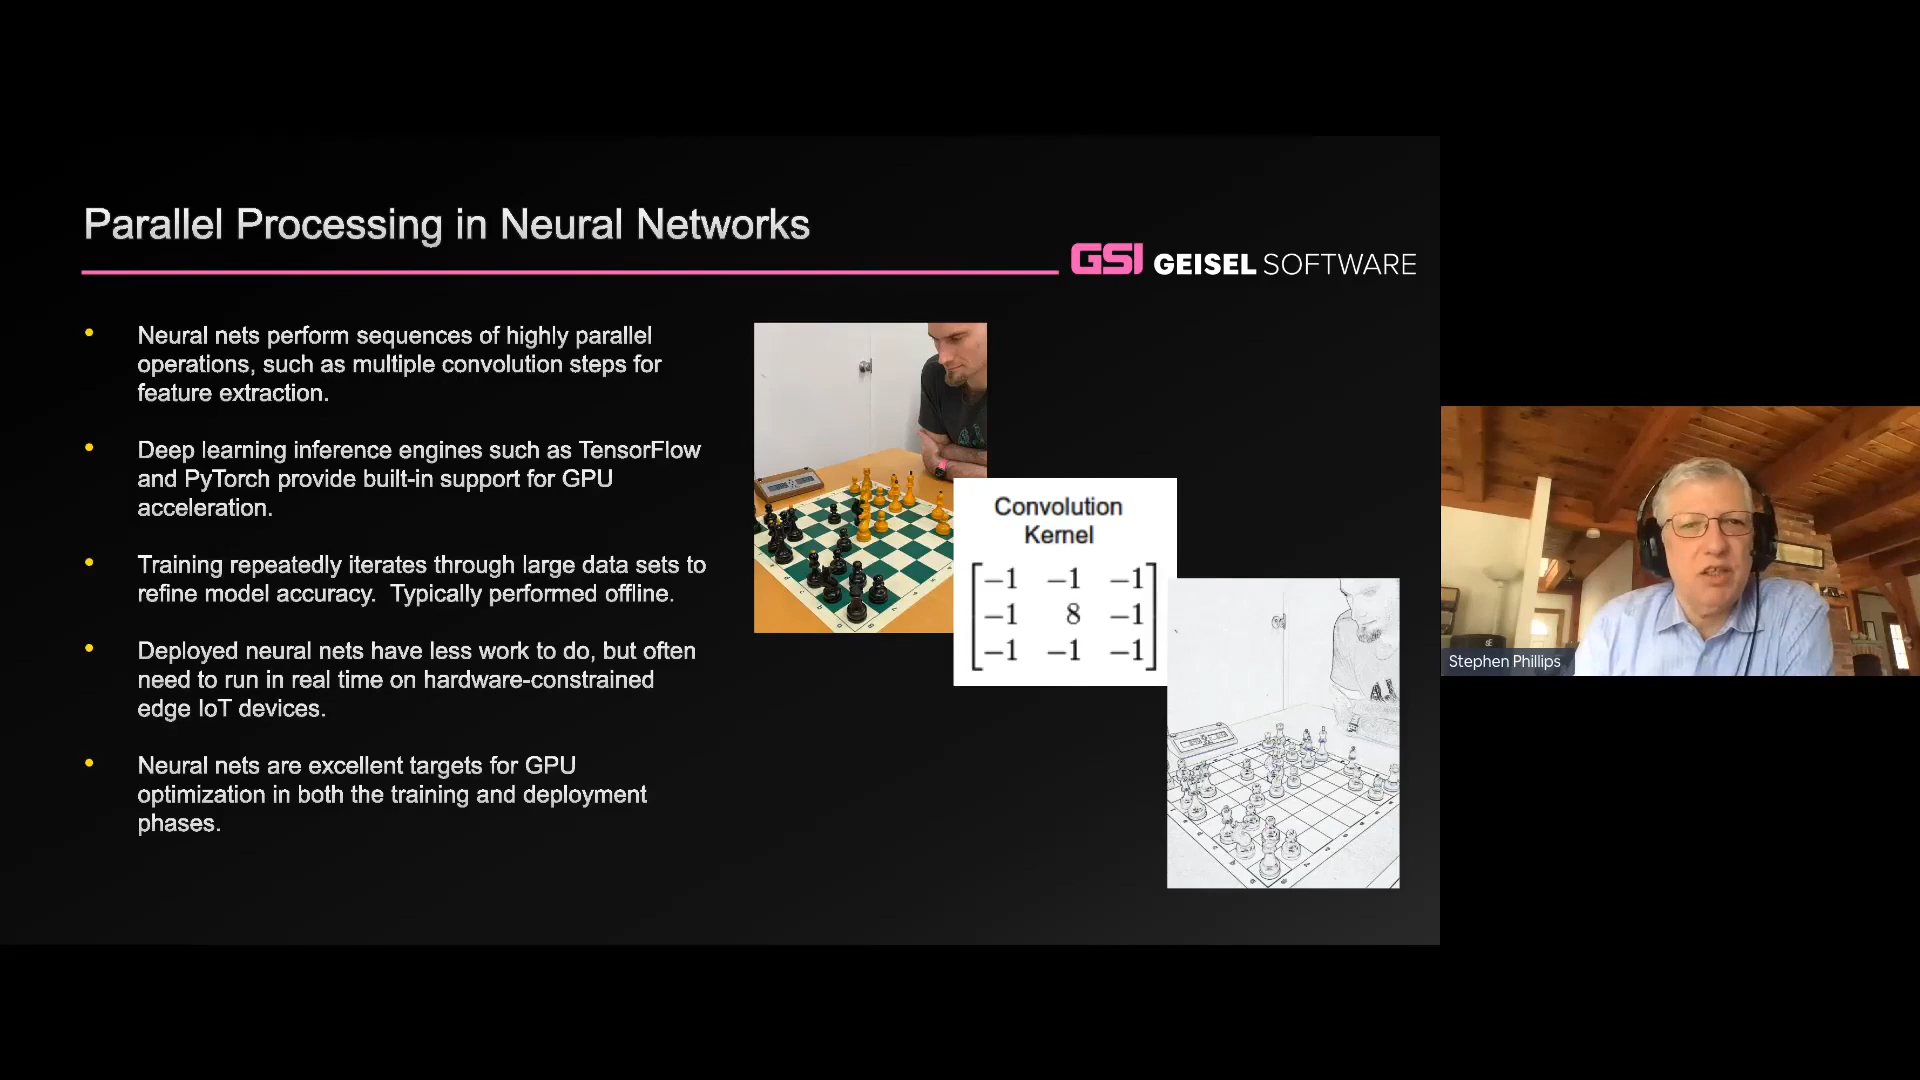 Parallel Processing in Neural Networks
GSI GEISEL SOFTWARE
• Neural nets perform sequences of highly parallel
operations, such as multiple convolution steps for
feature extraction.
• Deep learning inference engines such as TensorFlow
and PyTorch provide built-in support for GPU
acceleration.
• Training repeatedly iterates through large data sets to
refine model accuracy.  Typically performed offline.
• Deployed neural nets have less work to do, but often
need to run in real time on hardware-constrained
edge IoT devices.
• Neural nets are excellent targets for GPU
optimization in both the training and deployment
phases.
Convolution
Kernel
−1 −1 −1
−1 8 −1
−1 −1 −1
Stephen Phillips